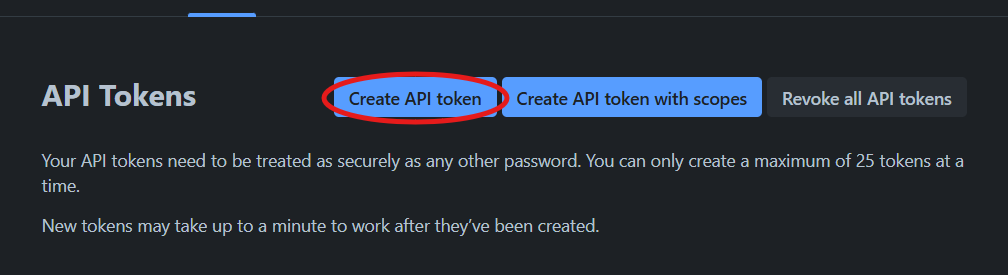 API Tokens
Create API token
Create API token with scopes
Revoke all API tokens
Your API tokens need to be treated as securely as any other password. You can only create a maximum of 25 tokens at a
time.
New tokens may take up to a minute to work after they’ve been created.